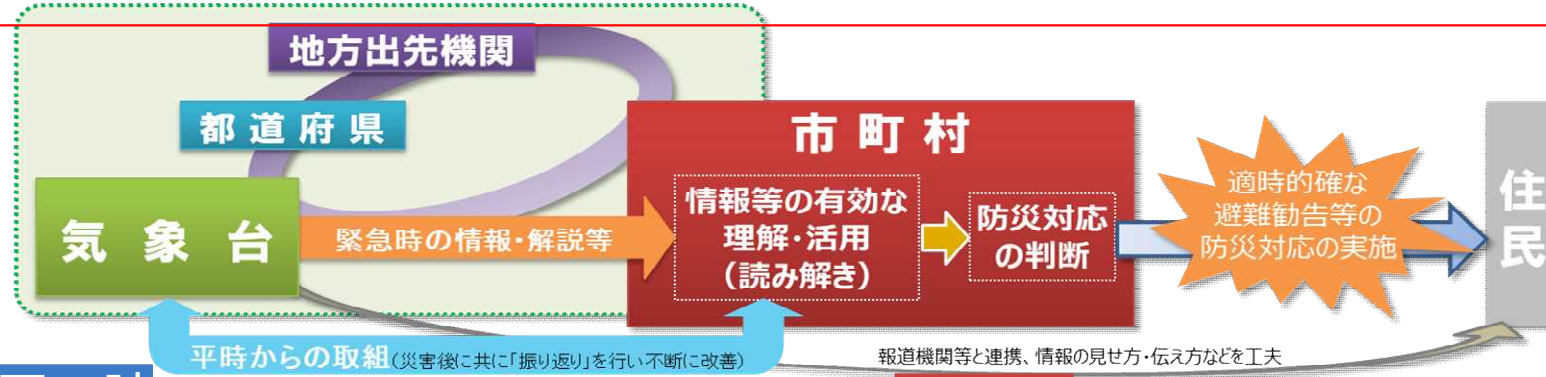 地方出先機関
都道府県
気象台
緊急時の情報・解説等
市町村
情報等の有効な
理解・活用
(読み解き)
防災対応
の判断
適時的確な
避難勧告等の
防災対応の実施
住民
平時からの取組(災害後に共に「振り返り」を行い不断に改善)
報道機関等と連携、情報の見せ方・伝え方などを工夫